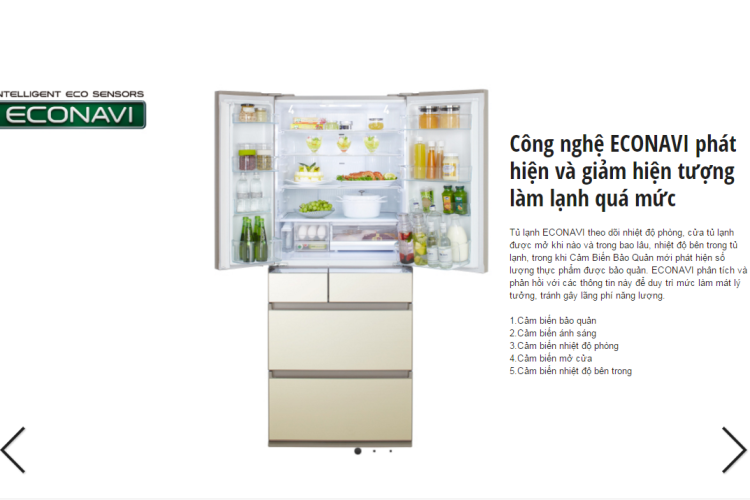 INTELLIGENT ECO SENSORS
ECONAVI
Công nghệ ECONAVI phát
hiện và giảm hiện tượng
làm lạnh quá mức
Tủ lạnh ECONAVI theo dõi nhiệt độ phòng, cửa tủ lạnh
được mở khi nào và trong bao lâu, nhiệt độ bên trong tủ
lạnh, trong khi Cảm Biến Bảo Quản mới phát hiện số
lượng thực phẩm được bảo quản. ECONAVI phân tích và
phản hồi với các thông tin này để duy trì mức làm mát lý
tưởng, tránh gây lãng phí năng lượng.
1.Cảm biến bảo quản
2.Cảm biến ánh sáng
3.Cảm biến nhiệt độ phòng
4.Cảm biến mở cửa
5.Cảm biến nhiệt độ bên trong